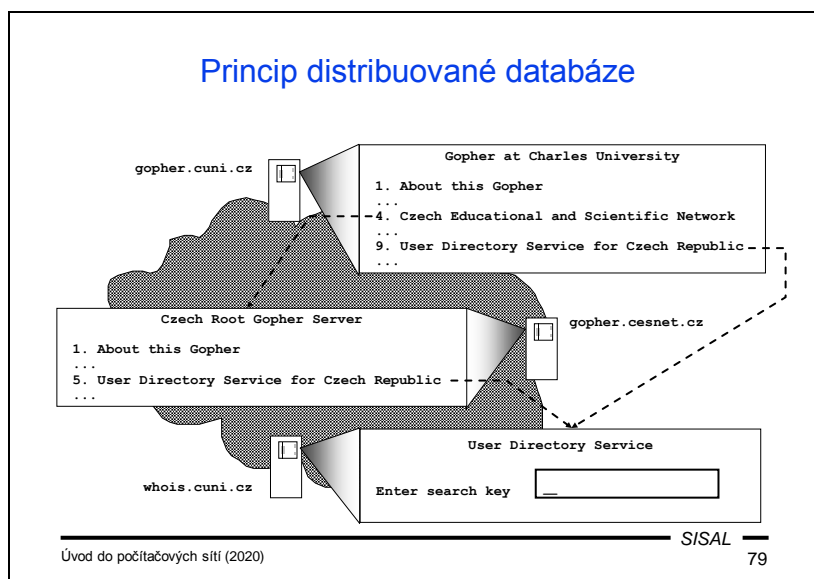 Princip distribuované databáze
gopher.cuni.cz
Gopher at Charles University
1. About this Gopher
...
4. Czech Educational and Scientific Network
...
9. User Directory Service for Czech Republic
...
Czech Root Gopher Server
1. About this Gopher
...
5. User Directory Service for Czech Republic
...
gopher.cesnet.cz
whois.cuni.cz
User Directory Service
Enter search key __
SISAL
Úvod do počítačových sítí (2020)
79